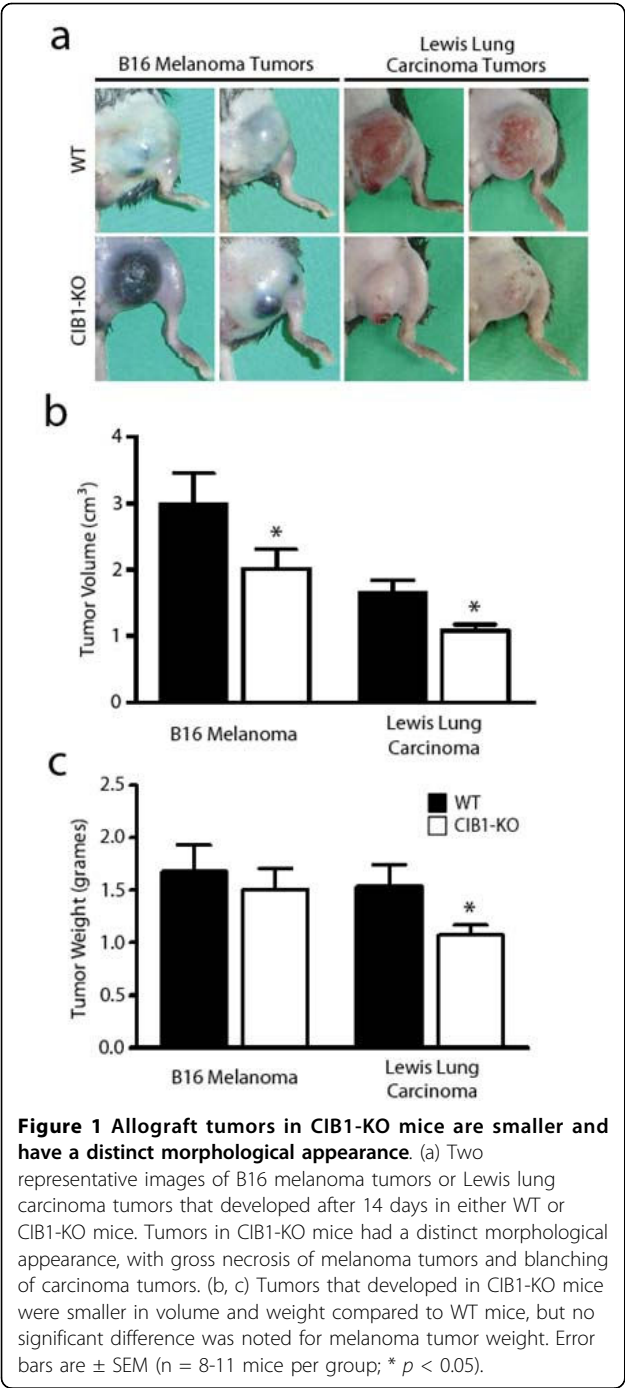 a
B16 Melanoma Tumors
Lewis Lung
Carcinoma Tumors
WT
CIB1-KO
b
Tumor Volume (cm³)
4
3
2
1
0
*
*
B16 Melanoma
Lewis Lung
Carcinoma
c
Tumor Weight (grames)
2.5
2.0
1.5
1.0
0.5
0.0
WT
CIB1-KO
*
B16 Melanoma
Lewis Lung
Carcinoma
Figure 1 Allograft tumors in CIB1-KO mice are smaller and
have a distinct morphological appearance. (a) Two
representative images of B16 melanoma tumors or Lewis lung
carcinoma tumors that developed after 14 days in either WT or
CIB1-KO mice. Tumors in CIB1-KO mice had a distinct morphological
appearance, with gross necrosis of melanoma tumors and blanching
of carcinoma tumors. (b, c) Tumors that developed in CIB1-KO mice
were smaller in volume and weight compared to WT mice, but no
significant difference was noted for melanoma tumor weight. Error
bars are ± SEM (n = 8-11 mice per group; * p < 0.05).